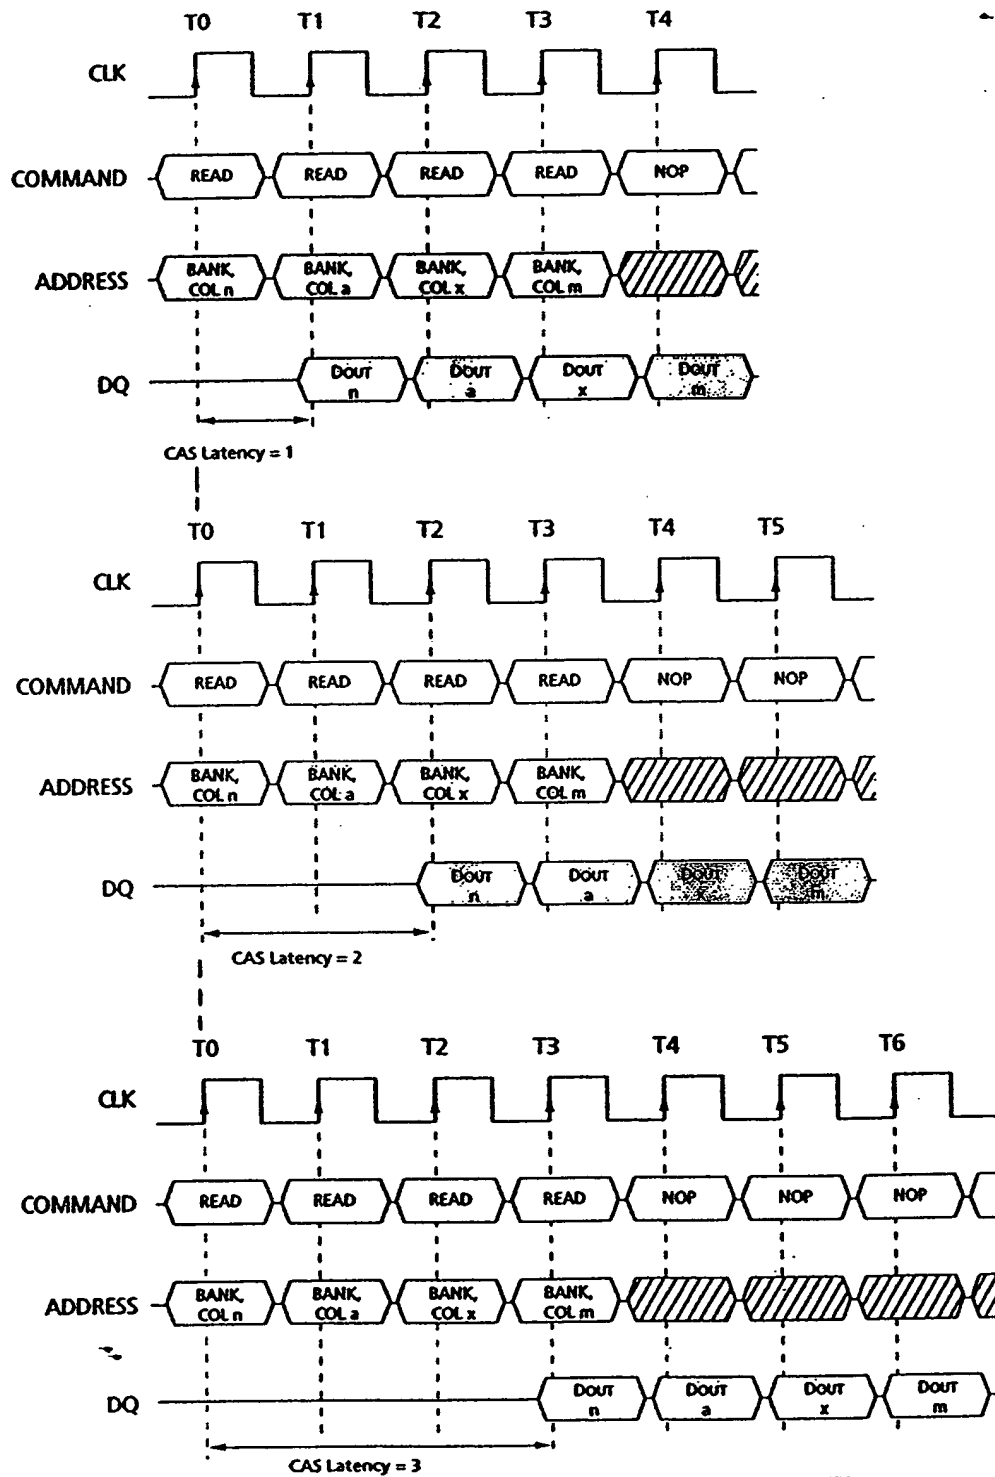 T0 T1 T2 T3 T4
CLK
COMMAND READ READ READ READ NOP
ADDRESS BANK, COL n BANK, COL a BANK, COL x BANK, COL m
DQ DOUT n DOUT a DOUT x DOUT m
CAS Latency = 1
T0 T1 T2 T3 T4 T5
CLK
COMMAND READ READ READ READ NOP NOP
ADDRESS BANK, COL n BANK, COL a BANK, COL x BANK, COL m
DQ DOUT n DOUT a DOUT x DOUT m
CAS Latency = 2
T0 T1 T2 T3 T4 T5 T6
CLK
COMMAND READ READ READ READ NOP NOP NOP
ADDRESS BANK, COL n BANK, COL a BANK, COL x BANK, COL m
DQ DOUT n DOUT a DOUT x DOUT m
CAS Latency = 3